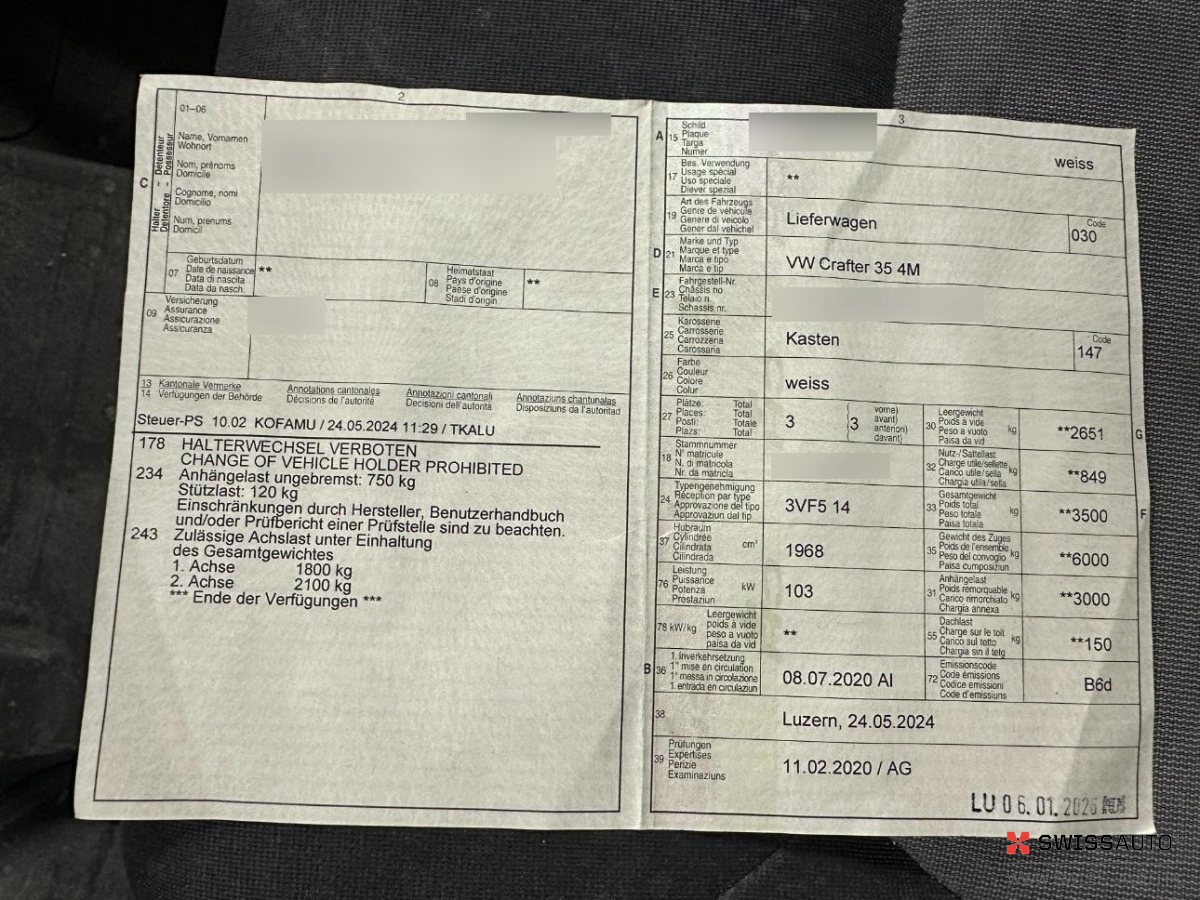 2
01–06
Name, Vornamen
Wohnort
Nom, prénoms
Domicile
Cognome, nomi
Domicilio
Num, prenums
Domicil
C
Halter Détenteur
Detentore Possessur
07
Geburtsdatum
Date de naissance
Data di nascita
Data da nasch.
**
08
Heimatstaat
Pays d'origine
Paese d'origine
Stadi d'origin
**
09
Versicherung
Assurance
Assicurazione
Assicuranza
13 Kantonale Vermerke Annotations cantonales Annotazioni cantonali Annotaziuns chantunalas
14 Verfügungen der Behörde Décisions de l'autorité Decisioni dell'autorità Disposiziuns da l'autoritad
Steuer-PS 10.02 KOFAMU / 24.05.2024 11:29 / TKALU
178 HALTERWECHSEL VERBOTEN
CHANGE OF VEHICLE HOLDER PROHIBITED
234 Anhängelast ungebremst: 750 kg
Stützlast: 120 kg
Einschränkungen durch Hersteller, Benutzerhandbuch
und/oder Prüfbericht einer Prüfstelle sind zu beachten.
243 Zulässige Achslast unter Einhaltung
des Gesamtgewichtes
1. Achse 1800 kg
2. Achse 2100 kg
*** Ende der Verfügungen ***
3
A 15
Schild
Plaque
Targa
Numer
weiss
17
Bes. Verwendung
Usage spécial
Uso speciale
Diever spezial
**
19
Art des Fahrzeugs
Genre de véhicule
Genere di veicolo
Gener dal vehichel
Lieferwagen
Code
030
D 21
Marke und Typ
Marque et type
Marca e tipo
Marca e tip
VW Crafter 35 4M
E 23
Fahrgestell-Nr.
Châssis no
Telaio n.
Schassis nr.
25
Karosserie
Carrosserie
Carrozzeria
Carossaria
Kasten
Code
147
26
Farbe
Couleur
Colore
Colur
weiss
27
Plätze: Total
Places: Total
Posti: Totale
Plazs: Total
3
(3
vorne)
avant)
anteriori)
davant)
30
Leergewicht
Poids à vide
Peso a vuoto
Paisa da vid
kg
**2651
G
18
Stammnummer
N° matricule
N. di matricola
Nr. da matricla
32
Nutz-/Sattellast
Charge utile/sellette
Carico utile/sella
Chargia utila/sella
kg
**849
24
Typengenehmigung
Réception par type
Approvazione del tipo
Approvaziun dal tip
3VF5 14
33
Gesamtgewicht
Poids total
Peso totale
Paisa totala
kg
**3500
F
37
Hubraum
Cylindrée
Cilindrata
Cilindrada
cm³
1968
35
Gewicht des Zuges
Poids de l'ensemble
Peso del convoglio
Paisa cumposiziun
kg
**6000
76
Leistung
Puissance
Potenza
Prestaziun
kW
103
31
Anhängelast
Poids remorquable
Carico rimorchiato
Chargia annexa
kg
**3000
78 kW/kg
Leergewicht
poids à vide
peso a vuoto
paisa da vid
**
55
Dachlast
Charge sur le toit
Carico sul tetto
Chargia sin il tetg
kg
**150
B 36
1. Inverkehrsetzung
1re mise en circulation
1a messa in circolazione
1. entrada en circulaziun
08.07.2020 AI
72
Emissionscode
Code émissions
Codice emissioni
Code d'emissiuns
B6d
38
Luzern, 24.05.2024
39
Prüfungen
Expertises
Perizie
Examinaziuns
11.02.2020 / AG
LU 06.01.2026
SWISSAUTO